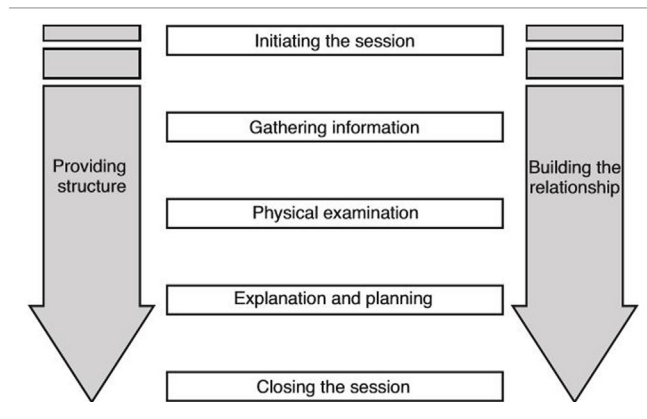 Initiating the session
Gathering information
Providing
structure
Building the
relationship
Physical examination
Explanation and planning
Closing the session